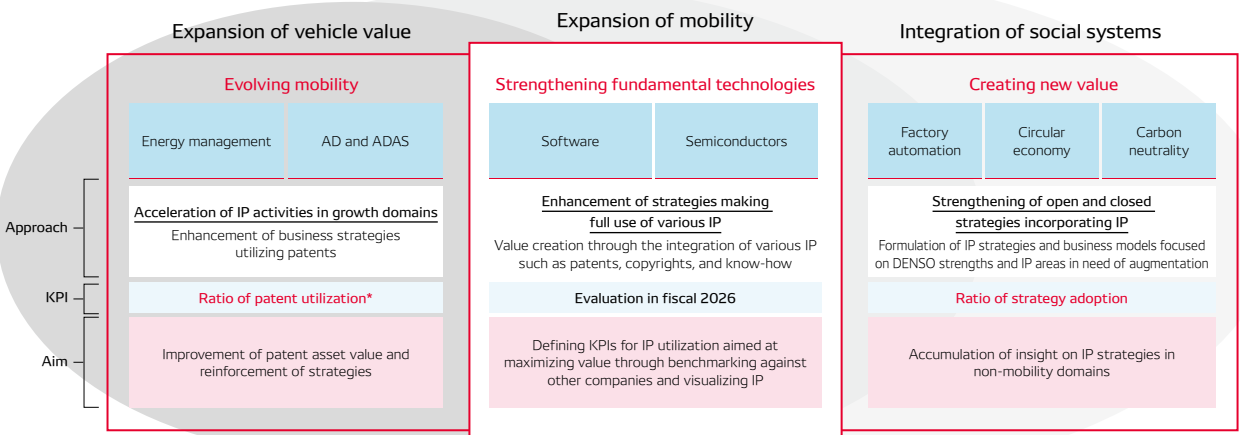 Expansion of vehicle value
Expansion of mobility
Integration of social systems
Evolving mobility
Energy management
AD and ADAS
Strengthening fundamental technologies
Software
Semiconductors
Creating new value
Factory
automation
Circular
economy
Carbon
neutrality
Approach
Acceleration of IP activities in growth domains
Enhancement of business strategies
utilizing patents
Enhancement of strategies making
full use of various IP
Value creation through the integration of various IP
such as patents, copyrights, and know-how
Strengthening of open and closed
strategies incorporating IP
Formulation of IP strategies and business models focused
on DENSO strengths and IP areas in need of augmentation
KPI
Ratio of patent utilization*
Evaluation in fiscal 2026
Ratio of strategy adoption
Aim
Improvement of patent asset value and
reinforcement of strategies
Defining KPIs for IP utilization aimed at
maximizing value through benchmarking against
other companies and visualizing IP
Accumulation of insight on IP strategies in
non-mobility domains